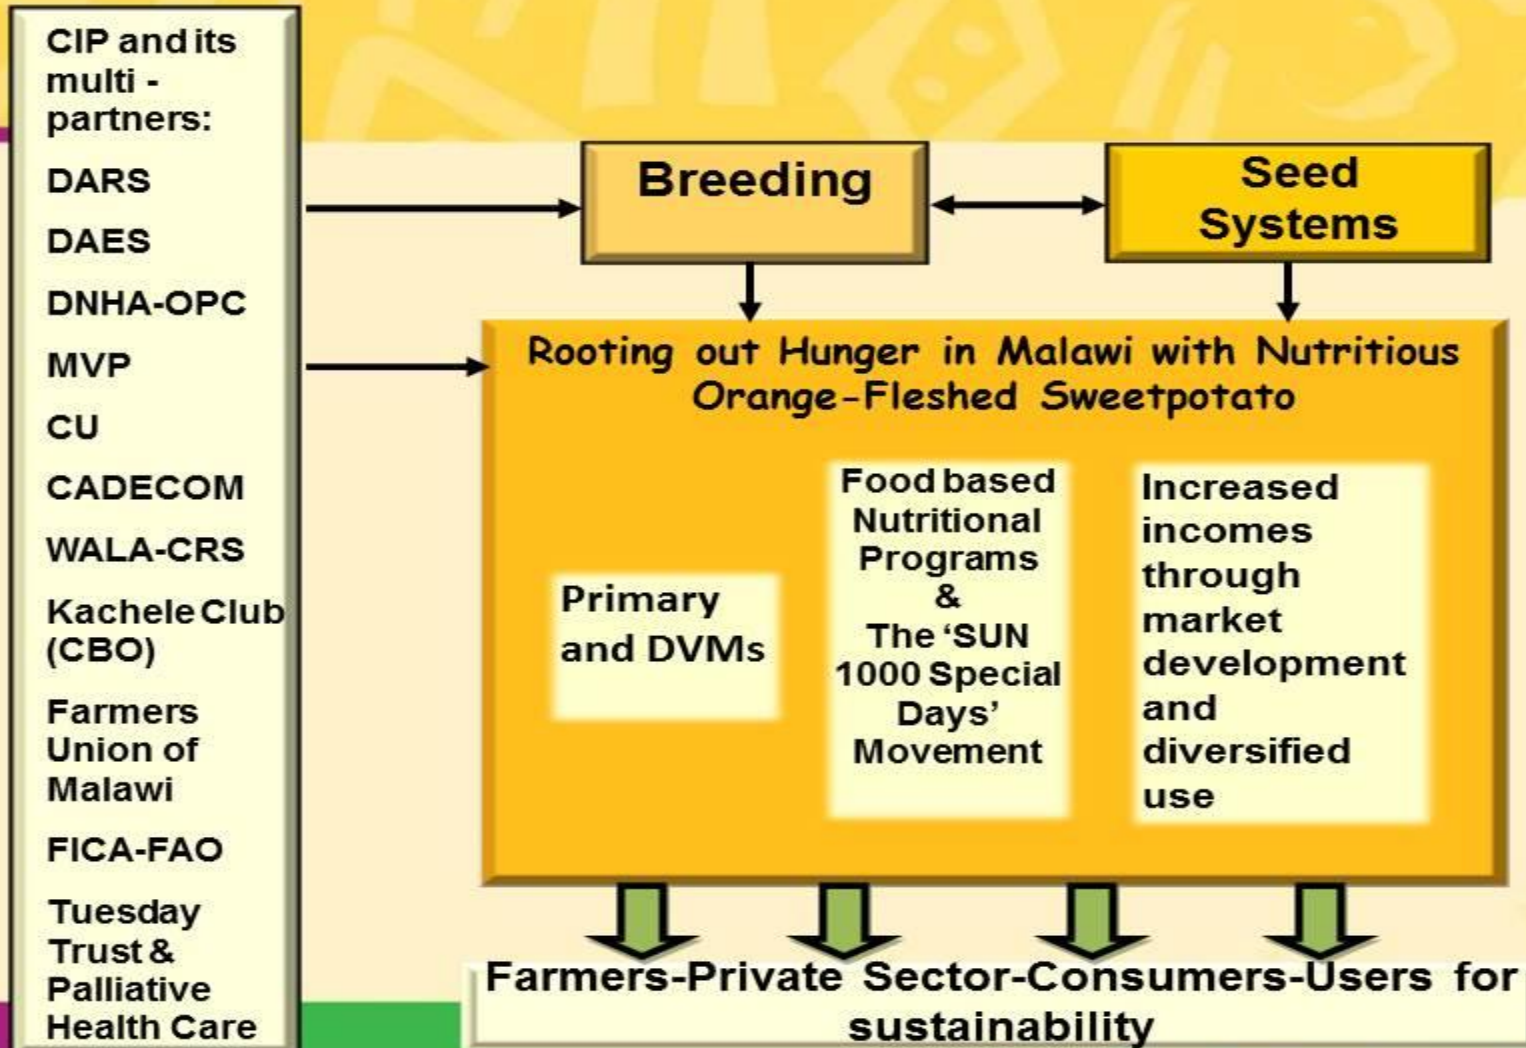 CIP and its
multi -
partners:
DARS
DAES
DNHA-OPC
MVP
CU
CADECOM
WALA-CRS
Kachele Club
(CBO)
Farmers
Union of
Malawi
FICA-FAO
Tuesday
Trust &
Palliative
Health Care
Breeding
Seed
Systems
Rooting out Hunger in Malawi with Nutritious
Orange-Fleshed Sweetpotato
Primary
and DVMs
Food based
Nutritional
Programs
&
The ‘SUN
1000 Special
Days’
Movement
Increased
incomes
through
market
development
and
diversified
use
Farmers-Private Sector-Consumers-Users for
sustainability